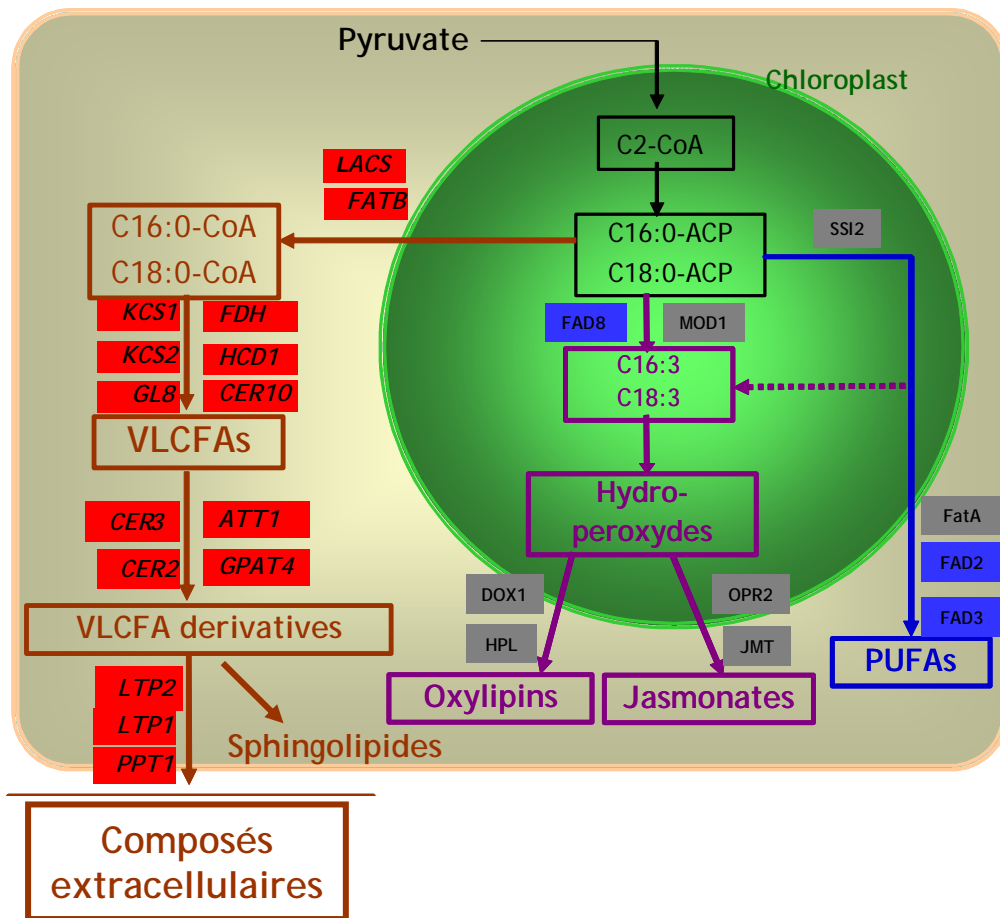 Pyruvate
Chloroplast
C2-CoA
LACS
FATB
C16:0-CoA
C18:0-CoA
C16:0-ACP
C18:0-ACP
SSI2
KCS1 FDH
KCS2 HCD1
GL8 CER10
FAD8 MOD1
C16:3
C18:3
VLCFAs
Hydro-
peroxydes
CER3 ATT1
CER2 GPAT4
FatA
FAD2
FAD3
DOX1 OPR2
HPL JMT
VLCFA derivatives
PUFAs
Oxylipins
Jasmonates
LTP2
LTP1
PPT1
Sphingolipides
Composés
extracellulaires